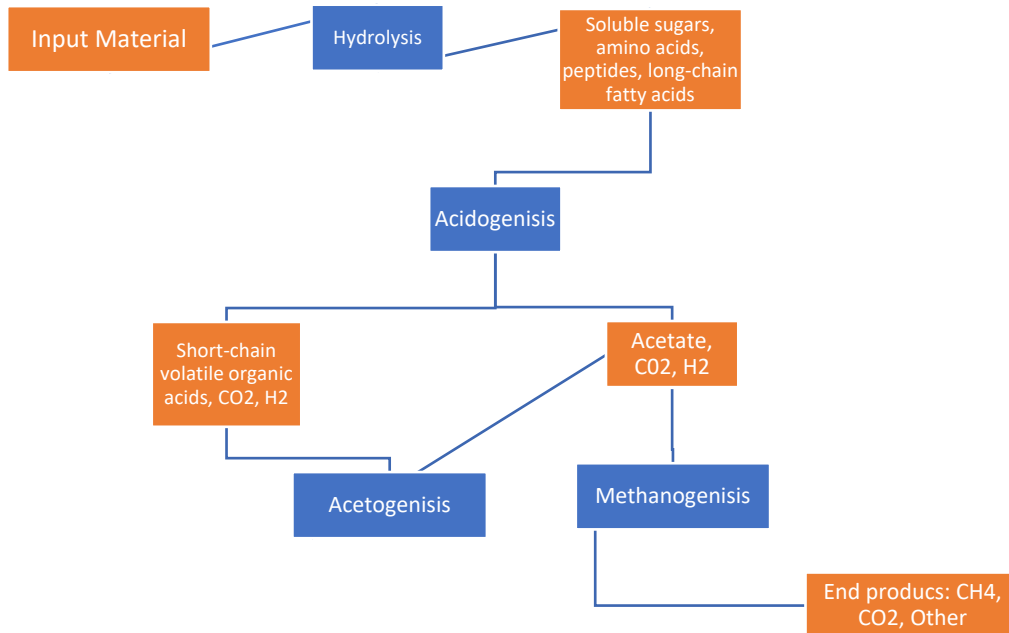 Input Material
Hydrolysis
Soluble sugars,
amino acids,
peptides, long-chain
fatty acids
Acidogenisis
Short-chain
volatile organic
acids, CO2, H2
Acetate,
C02, H2
Acetogenisis
Methanogenisis
End producs: CH4,
CO2, Other